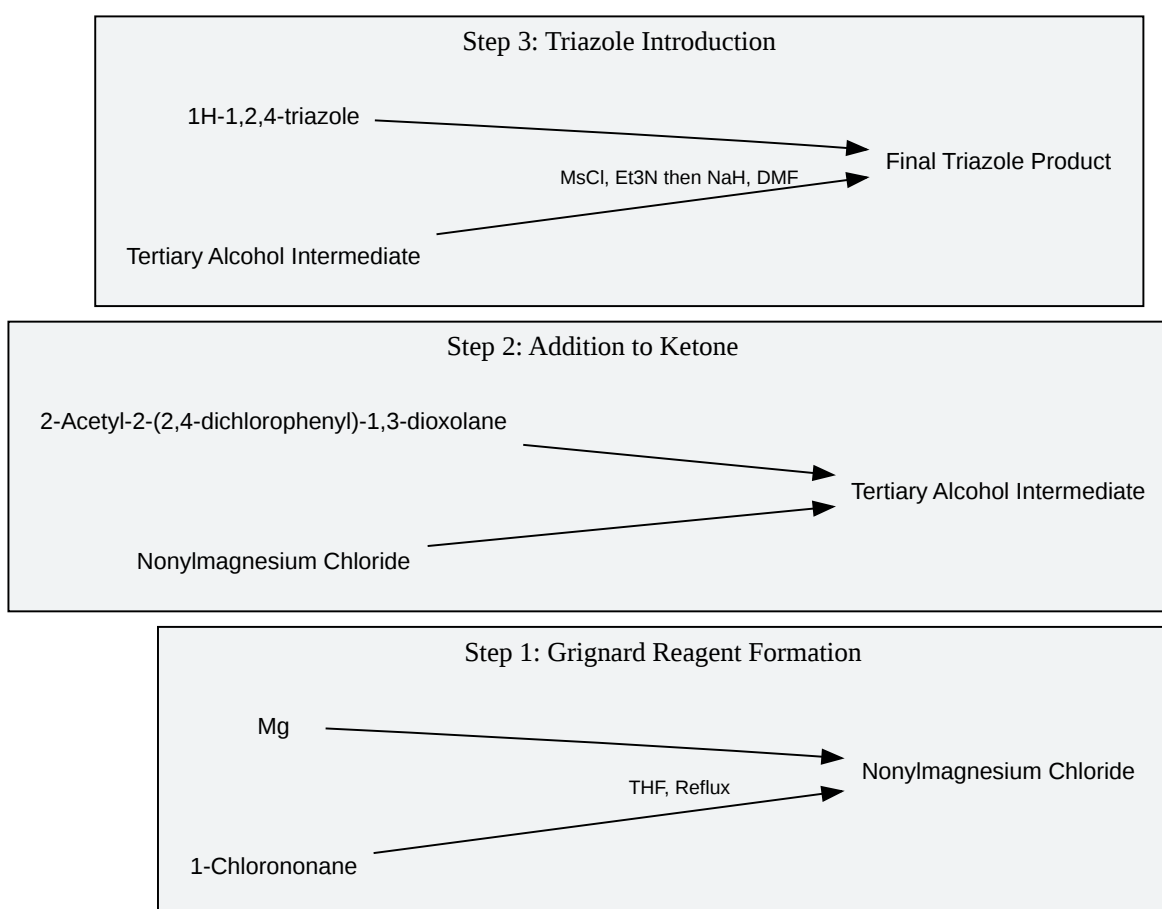 Step 3: Triazole Introduction
1H-1,2,4-triazole
Final Triazole Product
MsCl, Et3N then NaH, DMF
Tertiary Alcohol Intermediate
Step 2: Addition to Ketone
2-Acetyl-2-(2,4-dichlorophenyl)-1,3-dioxolane
Tertiary Alcohol Intermediate
Nonylmagnesium Chloride
Step 1: Grignard Reagent Formation
Mg
Nonylmagnesium Chloride
THF, Reflux
1-Chlorononane